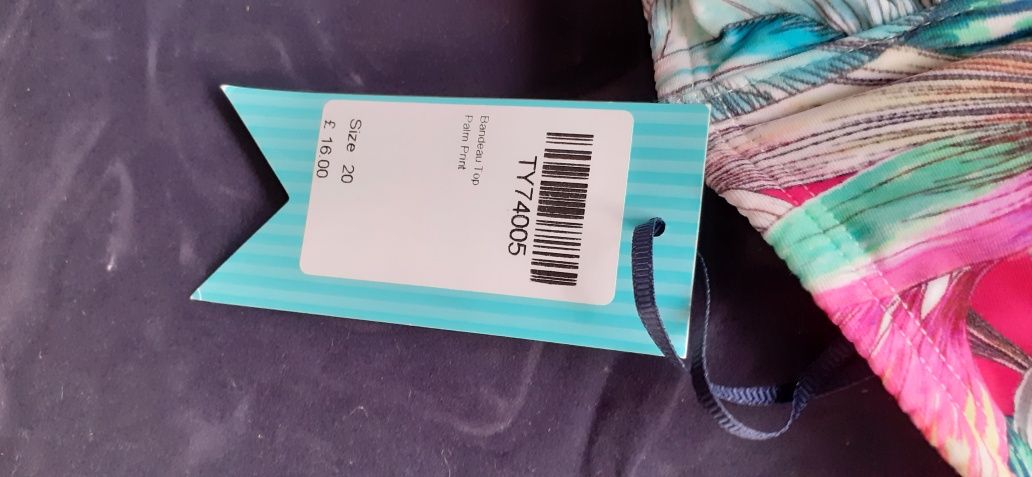 TY74005
Bandeau Top
Palm Print
Size 20
£ 16.00